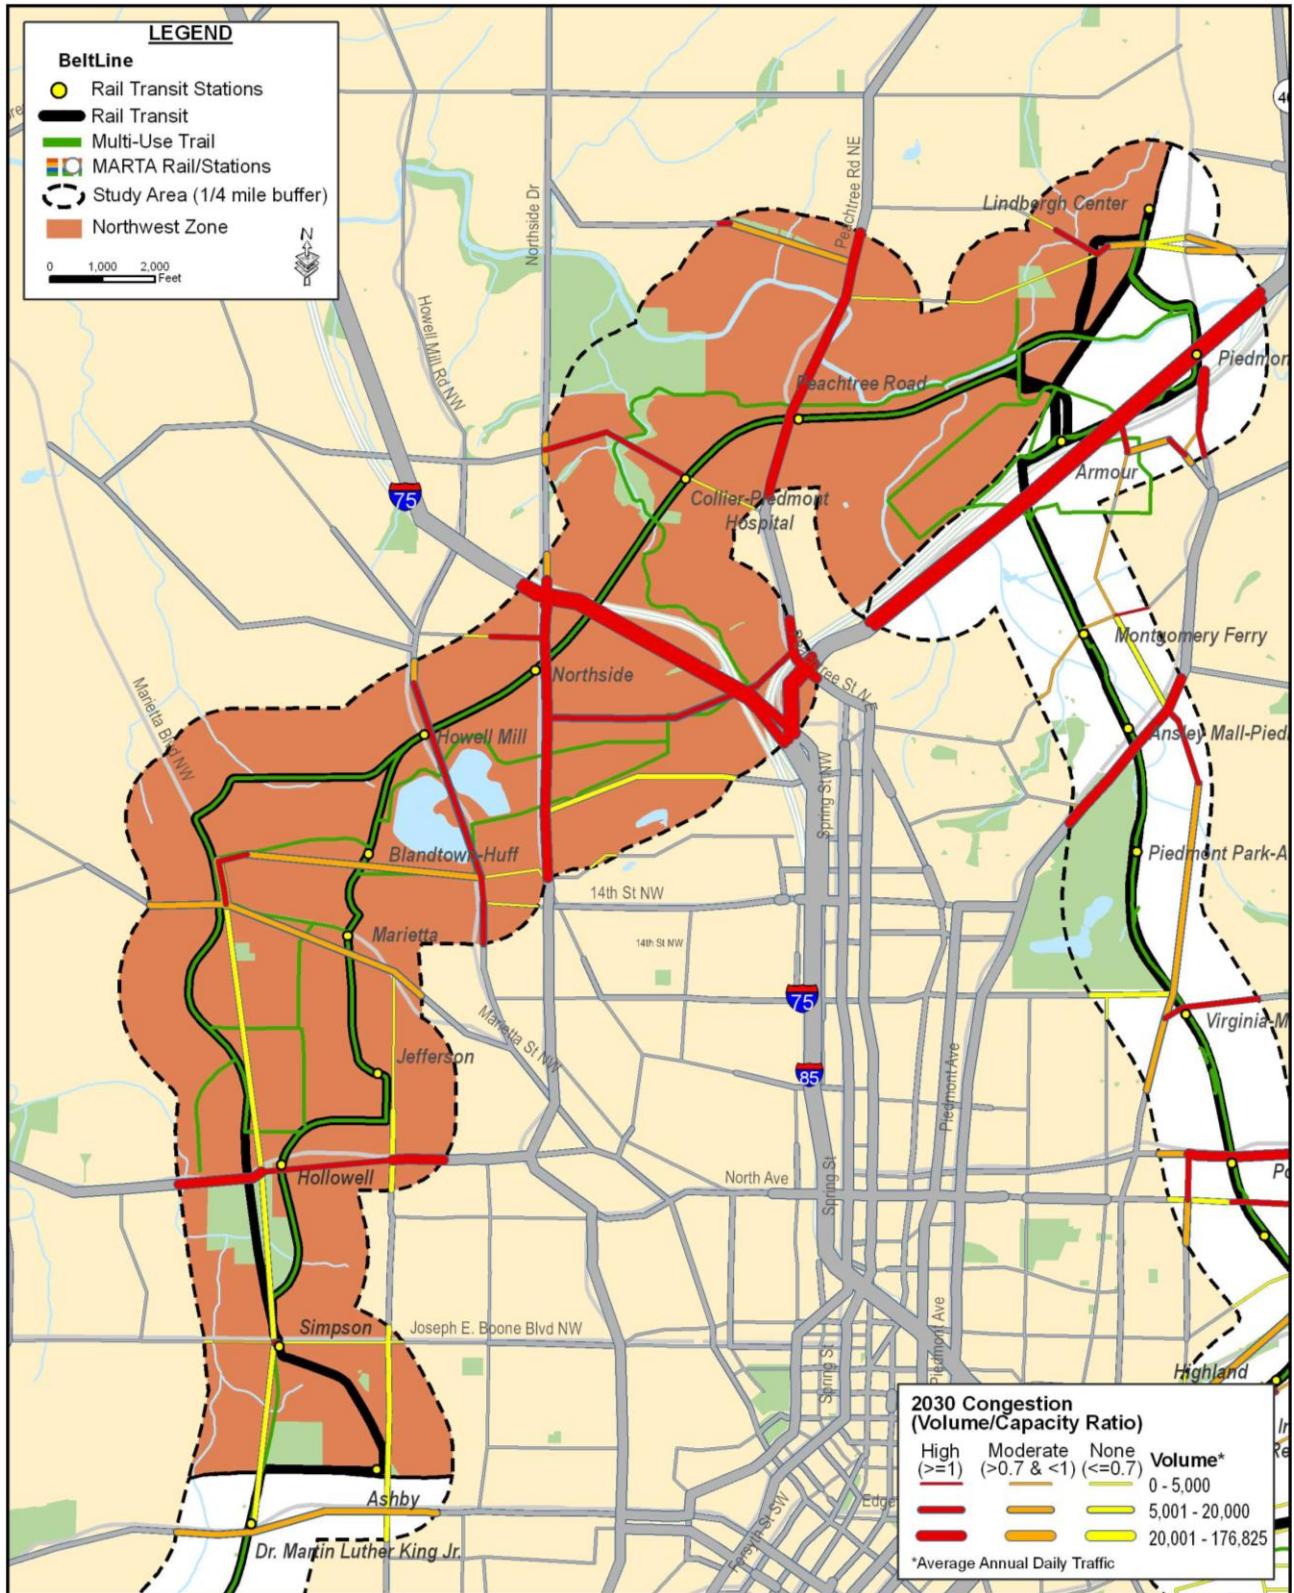 LEGEND
BeltLine
Rail Transit Stations
Rail Transit
Multi-Use Trail
MARTA Rail/Stations
Study Area (1/4 mile buffer)
Northwest Zone
N
0 1,000 2,000
Feet
Northside Dr
Peachtree Rd NE
Howell Mill Rd NW
Lindbergh Center
Piedmon
Peachtree Road
Armour
75
Collier-Piedmont
Hospital
Montgomery Ferry
Northside
Marietta Blvd NW
Howell Mill
Ansley Mall-Pied
Spring St NW
Blandtown-Huff
Piedmont Park-A
14th St NW
14th St NW
Marietta
75
Virginia-M
Marietta St NW
Jefferson
85
Piedmont Ave
Hollowell
North Ave
Spring St
Simpson
Joseph E. Boone Blvd NW
Piedmont Ave
Spring St
Highland
Ashby
Edge
Forsyth St SW
Dr. Martin Luther King Jr.
2030 Congestion
(Volume/Capacity Ratio)
High Moderate None Volume*
(>=1) (>0.7 & <1) (<=0.7)
0 - 5,000
5,001 - 20,000
20,001 - 176,825
*Average Annual Daily Traffic